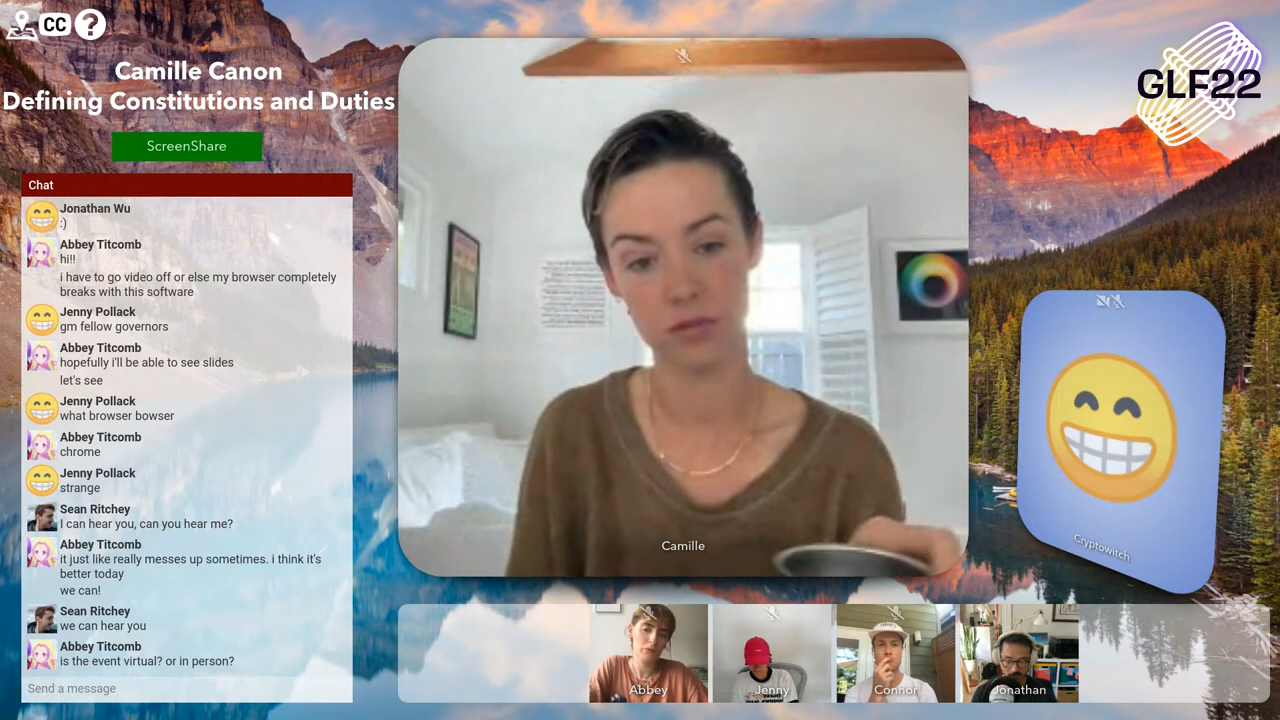 CC
?
Camille Canon
Defining Constitutions and Duties
ScreenShare
Chat
Jonathan Wu
:)
Abbey Titcomb
hi!!
i have to go video off or else my browser completely
breaks with this software
Jenny Pollack
gm fellow governors
Abbey Titcomb
hopefully i'll be able to see slides
let's see
Jenny Pollack
what browser bowser
Abbey Titcomb
chrome
Jenny Pollack
strange
Sean Ritchey
I can hear you, can you hear me?
Abbey Titcomb
it just like really messes up sometimes. i think it's
better today
we can!
Sean Ritchey
we can hear you
Abbey Titcomb
is the event virtual? or in person?
Send a message
Camille
GLF22
Cryptowitch
Abbey
Jenny
Connor
Jonathan